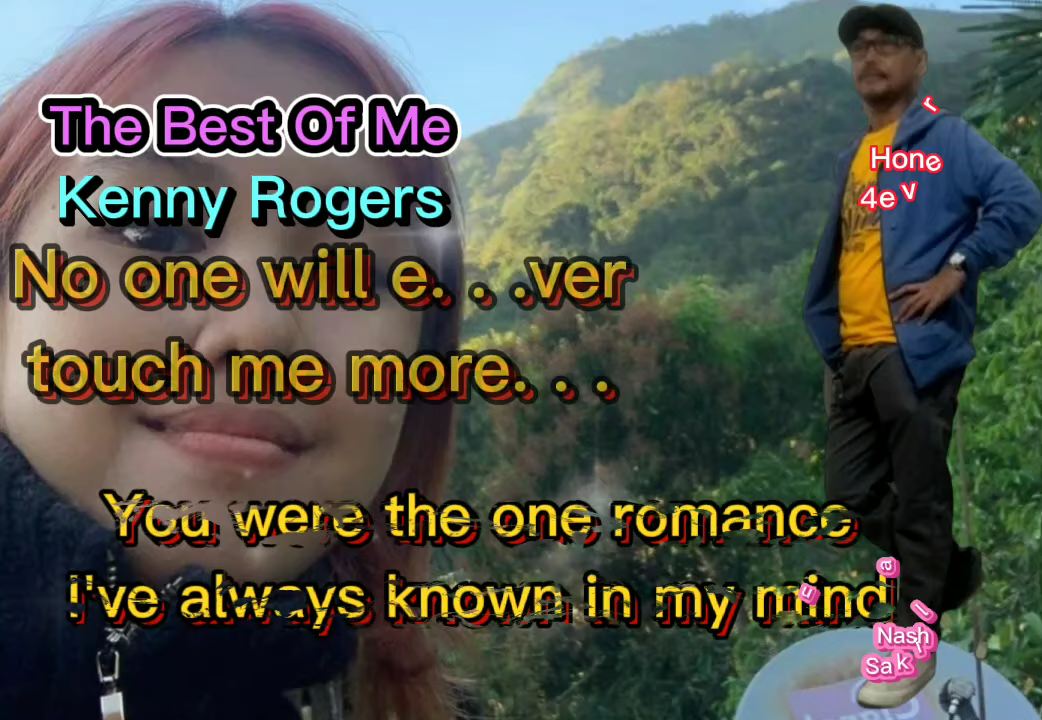 The Best Of Me
Kenny Rogers
No one will e. . .ver
touch me more. . .
You were the one romance
I've always known in my mind
Hone
4e v
r
Nash
Sak